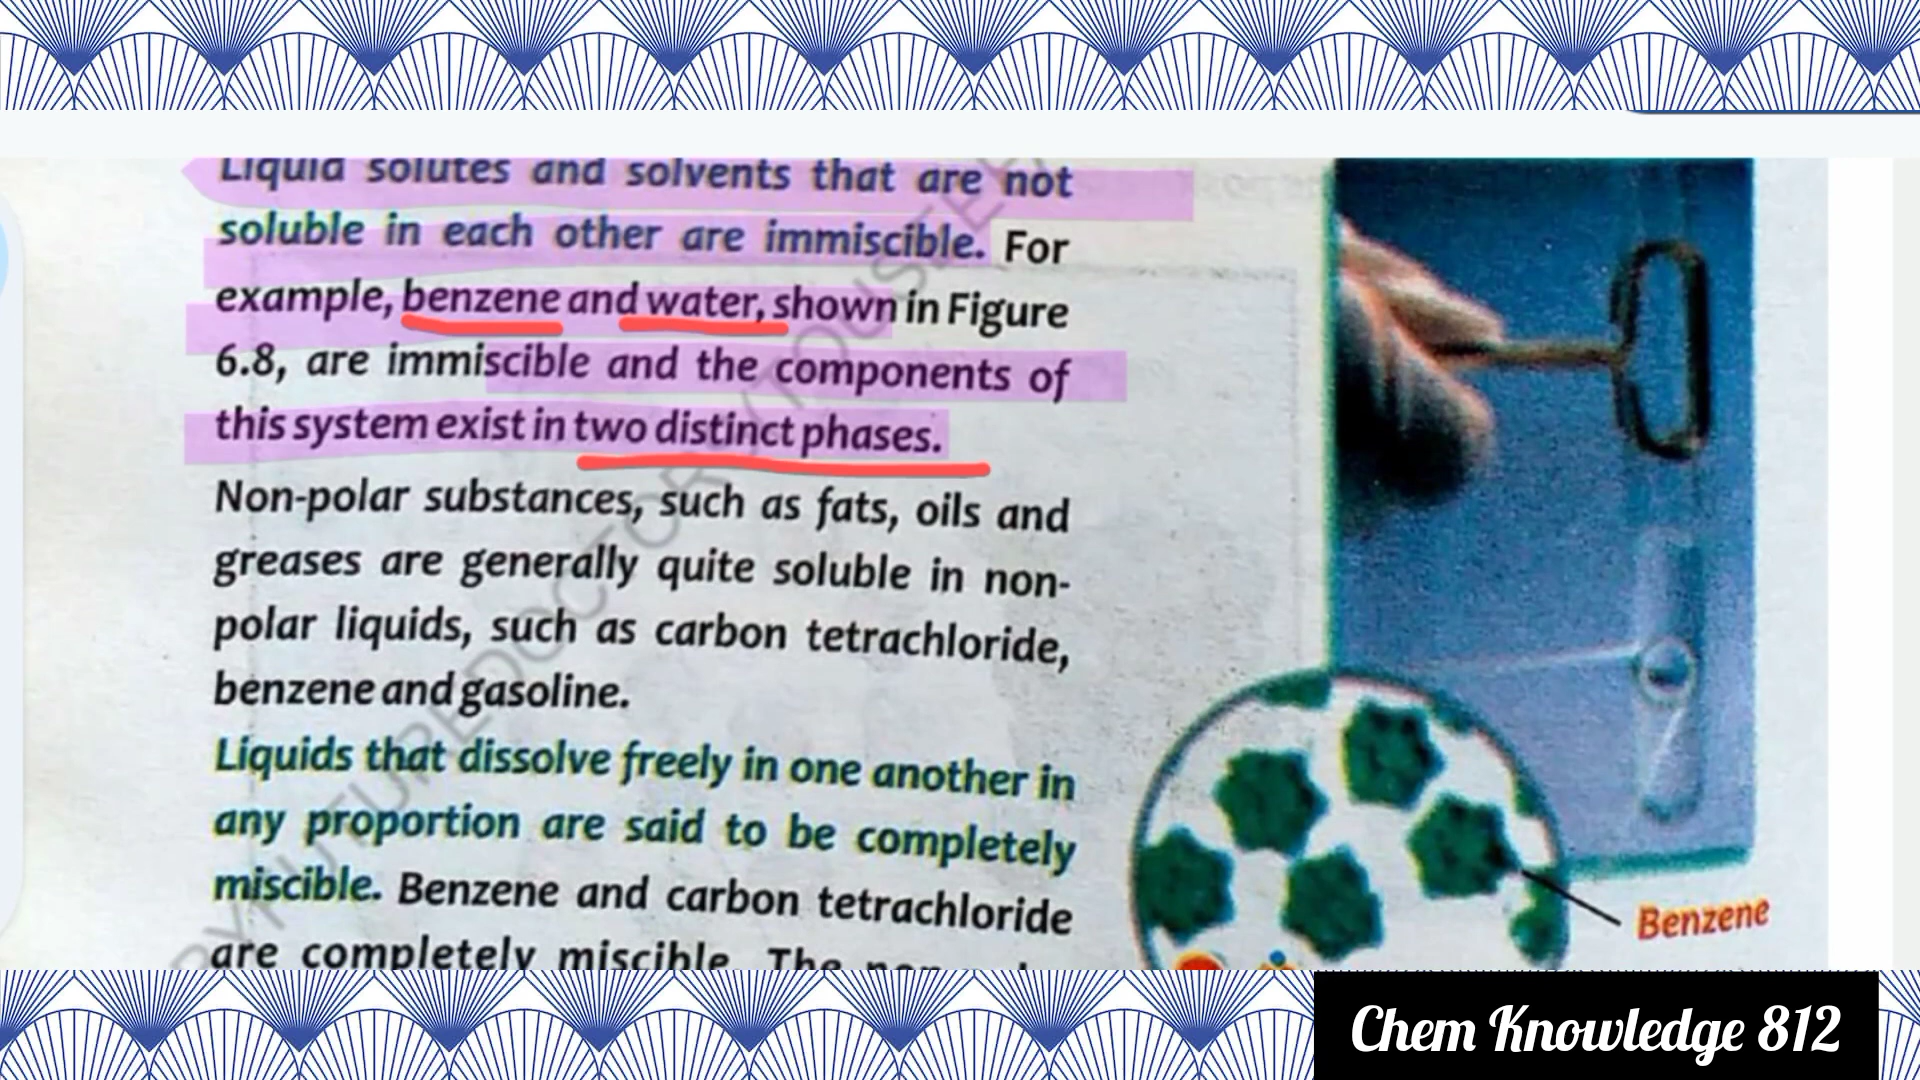 Liquid solutes and solvents that are not
soluble in each other are immiscible. For
example, benzene and water, shown in Figure
6.8, are immiscible and the components of
this system exist in two distinct phases.
Non-polar substances, such as fats, oils and
greases are generally quite soluble in non-
polar liquids, such as carbon tetrachloride,
benzene and gasoline.
Liquids that dissolve freely in one another in
any proportion are said to be completely
miscible. Benzene and carbon tetrachloride
are completely miscible. The
Benzene
Chem Knowledge 812